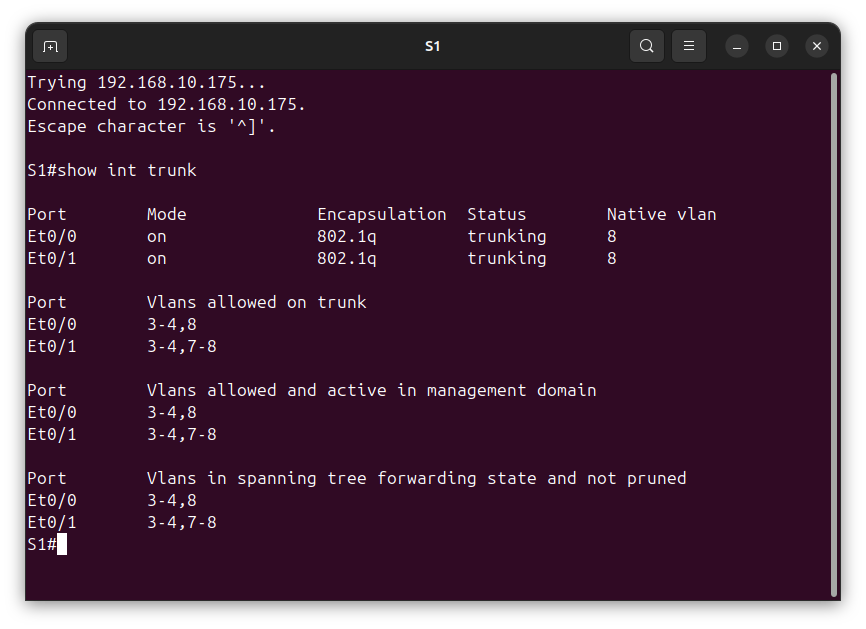 S1
Trying 192.168.10.175...
Connected to 192.168.10.175.
Escape character is '^]'.
S1#show int trunk
Port        Mode             Encapsulation  Status        Native vlan
Et0/0       on               802.1q         trunking      8
Et0/1       on               802.1q         trunking      8
Port        Vlans allowed on trunk
Et0/0       3-4,8
Et0/1       3-4,7-8
Port        Vlans allowed and active in management domain
Et0/0       3-4,8
Et0/1       3-4,7-8
Port        Vlans in spanning tree forwarding state and not pruned
Et0/0       3-4,8
Et0/1       3-4,7-8
S1#